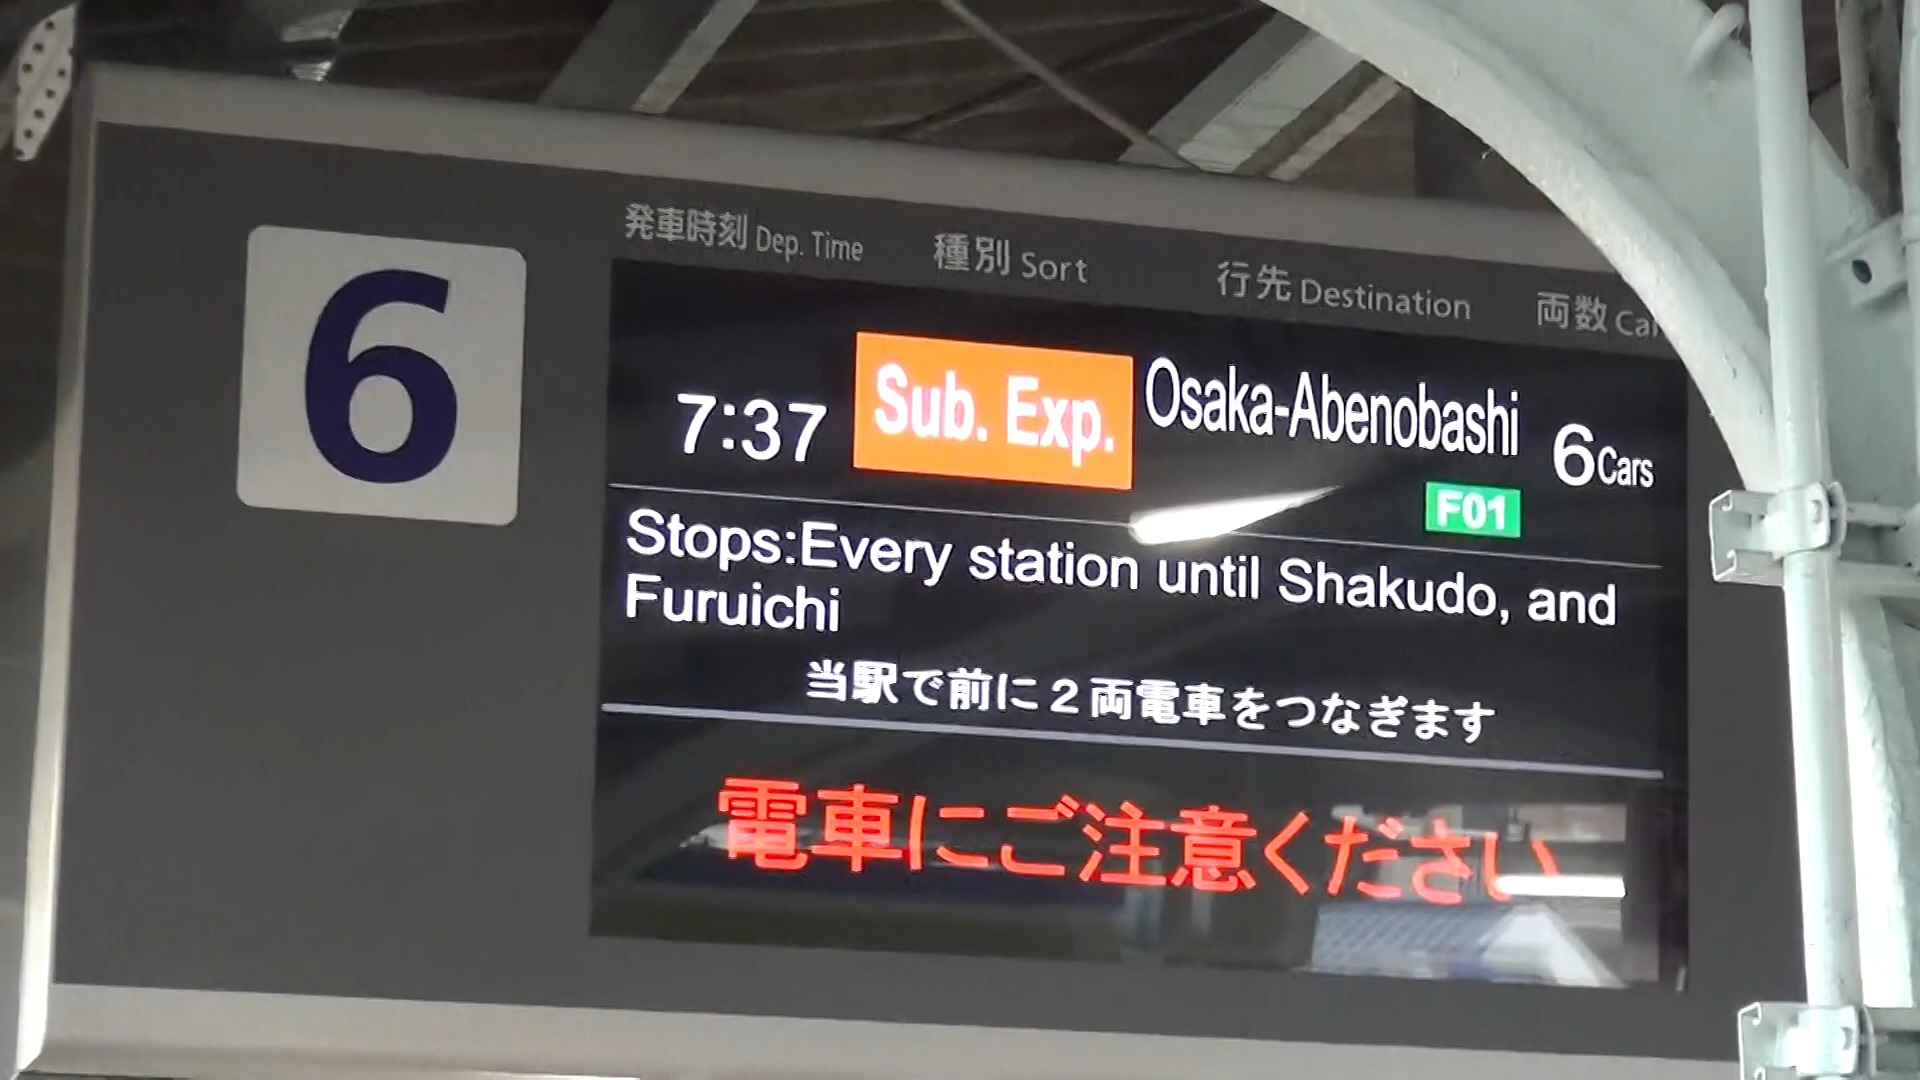 6
発車時刻 Dep. Time 種別 Sort 行先 Destination 両数
7:37 Sub. Exp. Osaka-Abenobashi 6Cars
F01
Stops:Every station until Shakudo, and
Furuichi
当駅で前に2両電車をつなぎます
電車にご注意ください